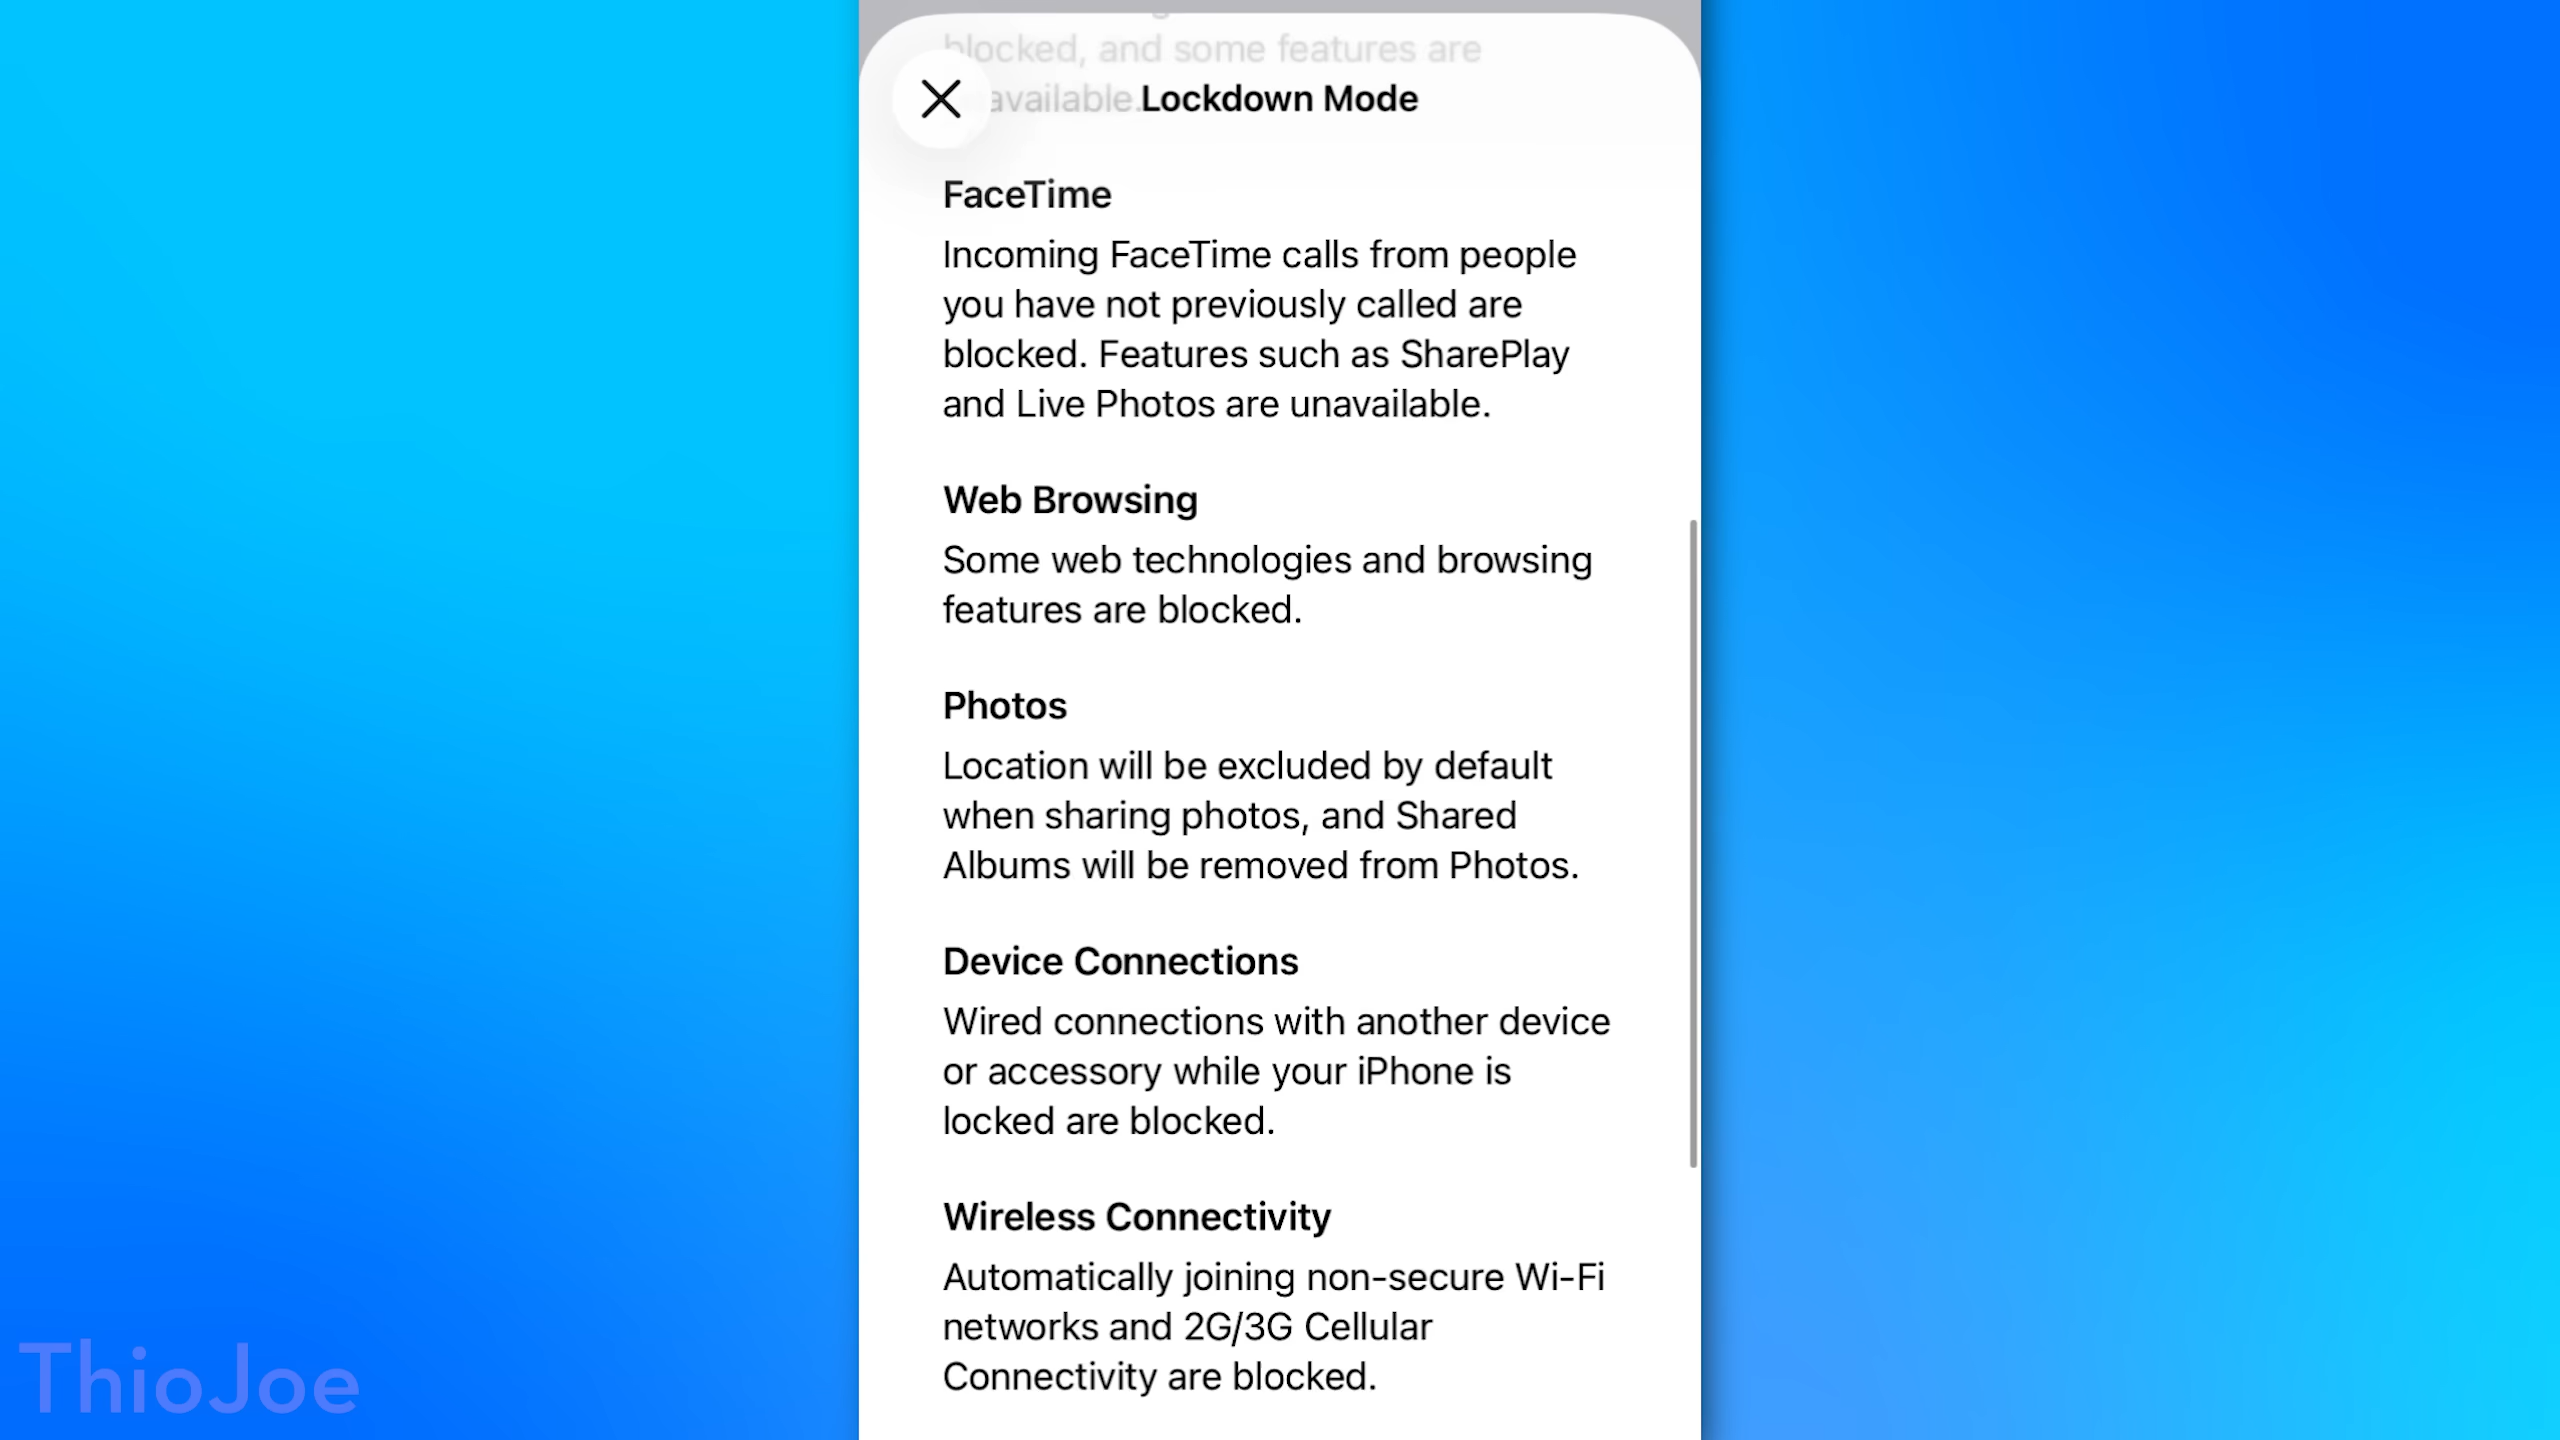 blocked, and some features are
available.
Lockdown Mode
FaceTime
Incoming FaceTime calls from people
you have not previously called are
blocked. Features such as SharePlay
and Live Photos are unavailable.
Web Browsing
Some web technologies and browsing
features are blocked.
Photos
Location will be excluded by default
when sharing photos, and Shared
Albums will be removed from Photos.
Device Connections
Wired connections with another device
or accessory while your iPhone is
locked are blocked.
Wireless Connectivity
Automatically joining non-secure Wi-Fi
networks and 2G/3G Cellular
Connectivity are blocked.
ThioJoe